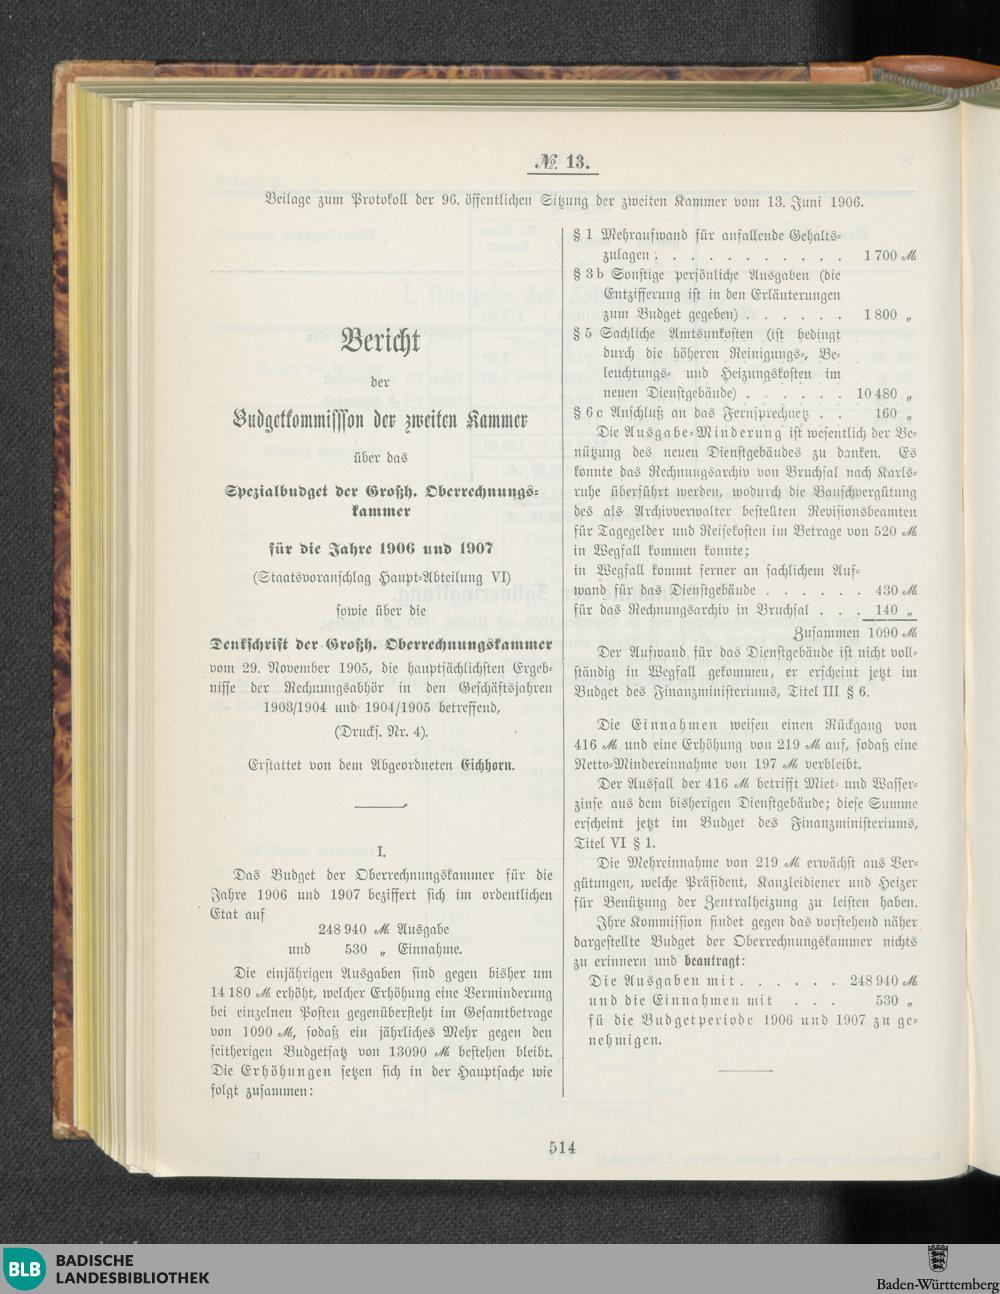 № 13.
Beilage zum Protokoll der 96. öffentlichen Sitzung der zweiten Kammer vom 13. Juni 1906.
Bericht
der
Budgetkommissson der zweiten Kammer
über das
Spezialbudget der Großh. Oberrechnungs-
kammer
für die Jahre 1906 und 1907
(Staatsvoranschlag Haupt-Abteilung VI)
sowie über die
Denkschrift der Großh. Oberrechnungskammer
vom 29. November 1905, die hauptsächlichsten Ergeb-
nisse der Rechnungsabhör in den Geschäftsjahren
1903/1904 und 1904/1905 betreffend,
(Drucks. Nr. 4).
Erstattet von dem Abgeordneten Eichhorn.
I.
Das Budget der Oberrechnungskammer für die
Jahre 1906 und 1907 beziffert sich im ordentlichen
Etat auf
248 940 ℳ Ausgabe
und 530 „ Einnahme.
Die einjährigen Ausgaben sind gegen bisher um
14 180 ℳ erhöht, welcher Erhöhung eine Verminderung
bei einzelnen Posten gegenübersteht im Gesamtbetrage
von 1090 ℳ, sodaß ein jährliches Mehr gegen den
seitherigen Budgetsatz von 13090 ℳ bestehen bleibt.
Die Erhöhungen setzen sich in der Hauptsache wie
folgt zusammen:
§ 1 Mehraufwand für anfallende Gehalts-
zulagen : . . . . . . . . . . 1 700 ℳ
§ 3 b Sonstige persönliche Ausgaben (die
Entzifferung ist in den Erläuterungen
zum Budget gegeben) . . . . . . 1 800 „
§ 5 Sachliche Amtsunkosten (ist bedingt
durch die höheren Reinigungs-, Be-
leuchtungs- und Heizungskosten im
neuen Dienstgebäude) . . . . . . 10 480 „
§ 6 c Anschluß an das Fernsprechnetz . . 160 „
Die Ausgabe-Minderung ist wesentlich der Be-
nützung des neuen Dienstgebäudes zu danken. Es
konnte das Rechnungsarchiv von Bruchsal nach Karls-
ruhe überführt werden, wodurch die Bauschvergütung
des als Archivverwalter bestellten Revisionsbeamten
für Tagegelder und Reisekosten im Betrage von 520 ℳ
in Wegfall kommen konnte;
in Wegfall kommt ferner an sachlichem Auf-
wand für das Dienstgebäude . . . . . . 430 ℳ
für das Rechnungsarchiv in Bruchsal . . . 140 „
Zusammen 1090 ℳ
Der Aufwand für das Dienstgebäude ist nicht voll-
ständig in Wegfall gekommen, er erscheint jetzt im
Budget des Finanzministeriums, Titel III § 6.
Die Einnahmen weisen einen Rückgang von
416 ℳ und eine Erhöhung von 219 ℳ auf, sodaß eine
Netto-Mindereinnahme von 197 ℳ verbleibt.
Der Ausfall der 416 ℳ betrifft Miet- und Wasser-
zinse aus dem bisherigen Dienstgebäude; diese Summe
erscheint jetzt im Budget des Finanzministeriums,
Titel VI § 1.
Die Mehreinnahme von 219 ℳ erwächst aus Ver-
gütungen, welche Präsident, Kanzleidiener und Heizer
für Benützung der Zentralheizung zu leisten haben.
Ihre Kommission findet gegen das vorstehend näher
dargestellte Budget der Oberrechnungskammer nichts
zu erinnern und beantragt:
Die Ausgaben mit . . . . . . 248 940 ℳ
und die Einnahmen mit . . . 530 „
fü die Budgetperiode 1906 und 1907 zu ge-
nehmigen.
514
BLB BADISCHE
LANDESBIBLIOTHEK
Baden-Württemberg